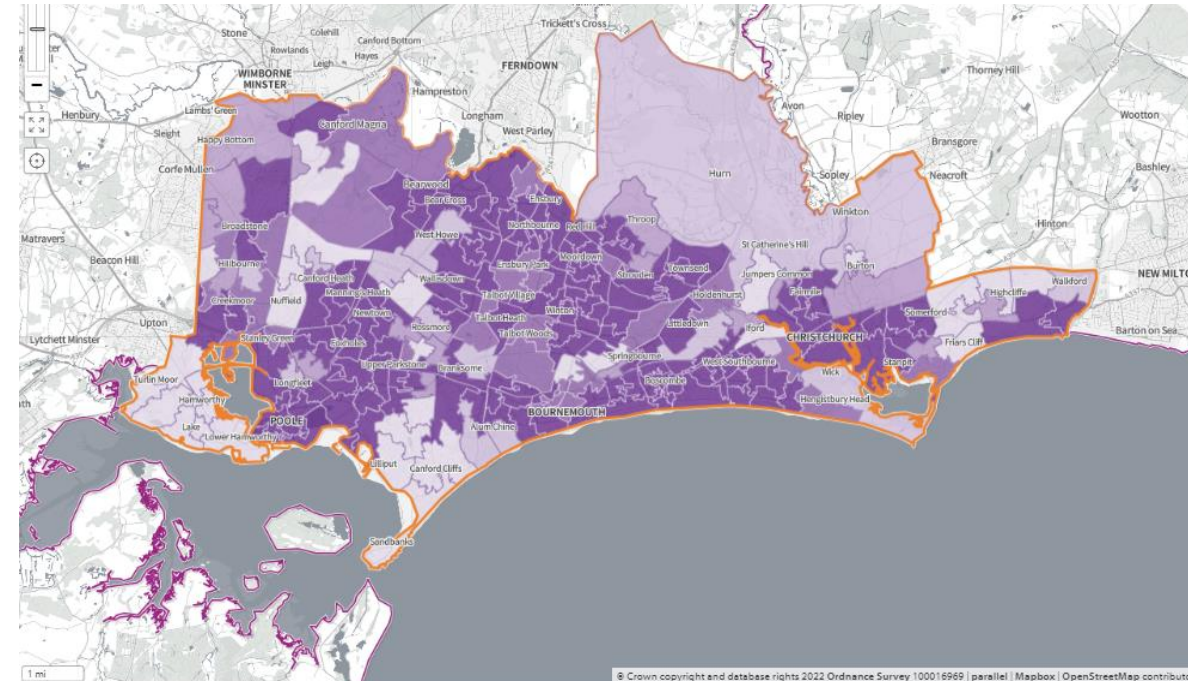 Trickett's Cross
Stone
Colehill
Canford Bottom
Rowlands
Hayes
Leigh
FERNDOWN
WIMBORNE
MINSTER
Hampreston
Thorney Hill
Henbury
Lambs' Green
Longham
Avon
Ripley
Wootton
Canford Magna
West Parley
Sleight
Happy Bottom
Bransgore
Corfe Mullen
Hurn
Sopley
Neacroft
Bashley
Bearwood
Bear Cross
Ensbury
Winkton
Broadstone
Northbourne
Red Hill
Throop
Hinton
Matravers
West Howe
Moordown
St Catherine's Hill
Beacon Hill
Hillbourne
Ensbury Park
Burton
Canford Heath
Wallisdown
Strouden
Townsend
Jumpers Common
NEW MILTO
Creekmoor
Nuffield
Manning's Heath
Talbot Village
Holdenhurst
Fairmile
Highcliffe
Walkford
Newtown
Talbot Heath
Winton
Somerford
Upton
Rossmore
Talbot Woods
Littledown
Iford
CHRISTCHURCH
Barton on Sea
Lytchett Minster
Stanley Green
Friars Cliff
Upper Parkstone
Branksome
Springbourne
West Southbourne
Stanpit
Turlin Moor
Longfleet
Boscombe
Wick
Hamworthy
BOURNEMOUTH
Hengistbury Head
Lake
POOLE
Alum Chine
Lower Hamworthy
Lilliput
Canford Cliffs
Sandbanks
1 mi
© Crown copyright and database rights 2022 Ordnance Survey 100016969 | parallel | Mapbox | OpenStreetMap contributo